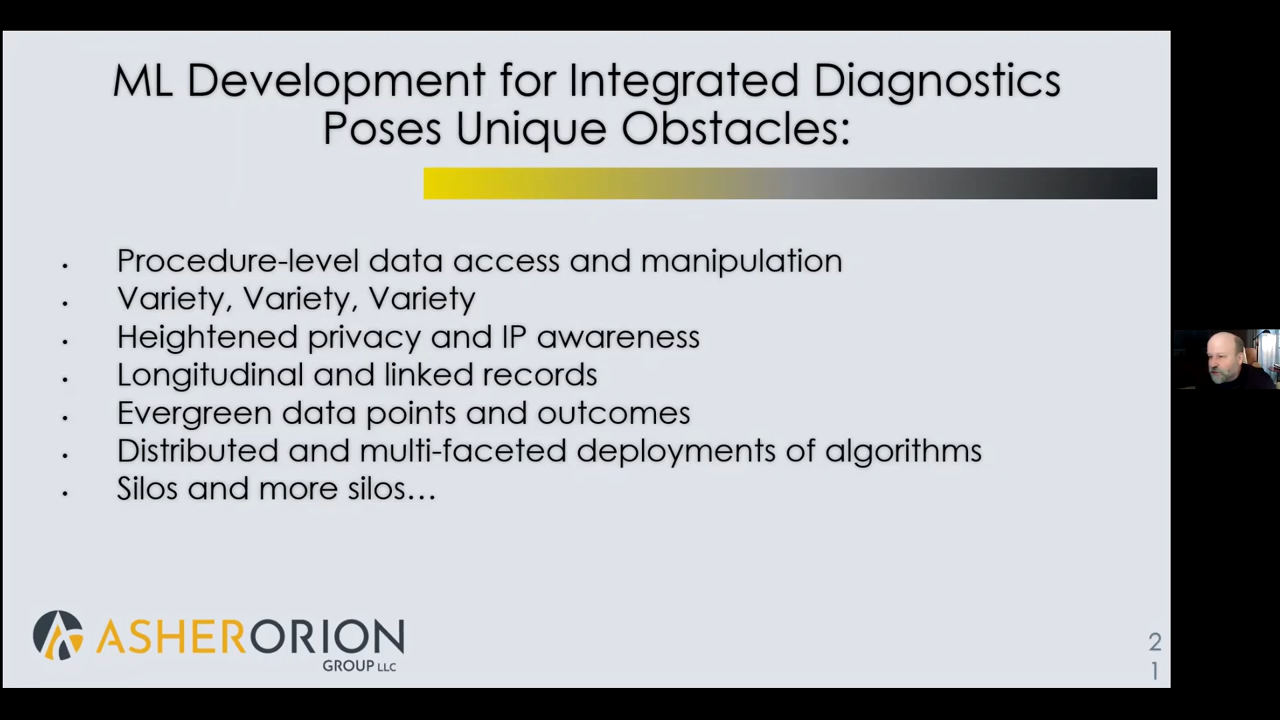 ML Development for Integrated Diagnostics
Poses Unique Obstacles:
• Procedure-level data access and manipulation
• Variety, Variety, Variety
• Heightened privacy and IP awareness
• Longitudinal and linked records
• Evergreen data points and outcomes
• Distributed and multi-faceted deployments of algorithms
• Silos and more silos…
ASHERORION
GROUP LLC
2
1